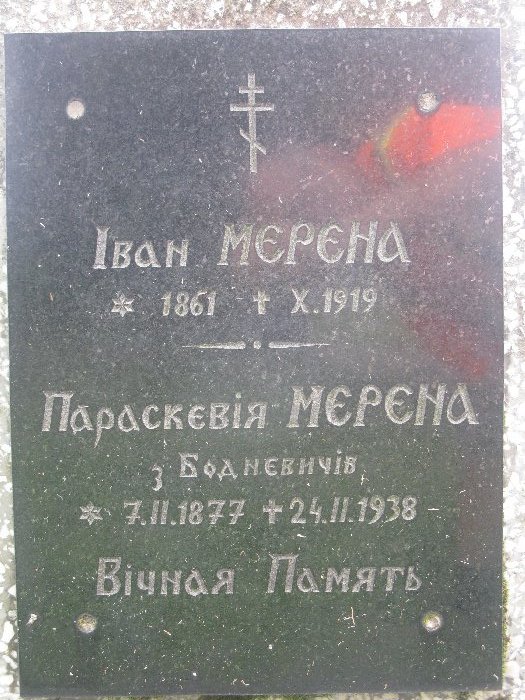 Іван МЕРЕНА
* 1861 ✝ X.1919
Параскевія МЕРЕНА
з Бодневичів
* 7.II.1877 ✝ 24.II.1938
Вічная Память